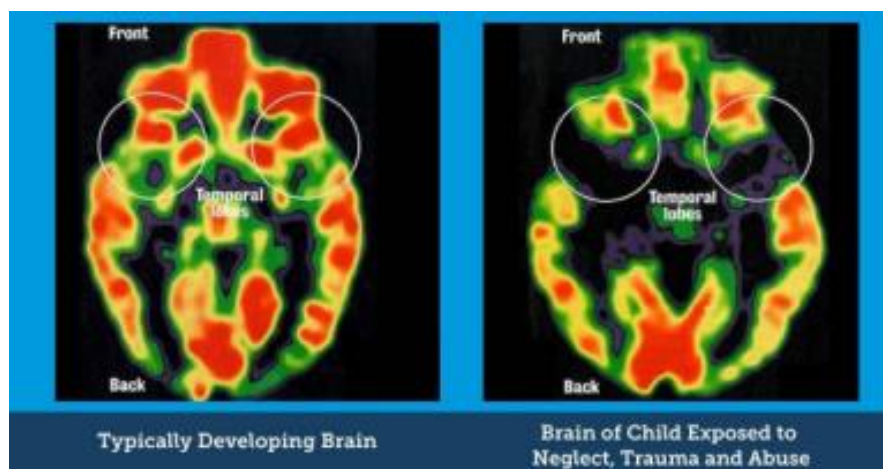 Front
Temporal
lobes
Back
Typically Developing Brain
Front
Temporal
lobes
Back
Brain of Child Exposed to
Neglect, Trauma and Abuse